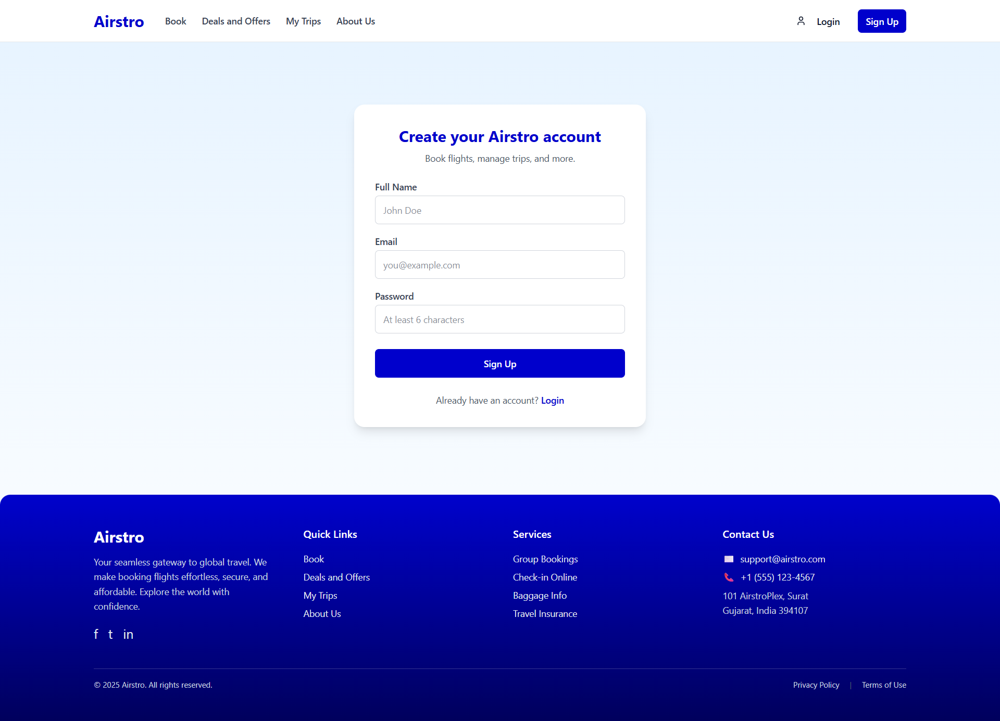 Airstro
Book
Deals and Offers
My Trips
About Us
Login
Sign Up
Create your Airstro account
Book flights, manage trips, and more.
Full Name
John Doe
Email
you@example.com
Password
At least 6 characters
Sign Up
Already have an account? Login
Airstro
Your seamless gateway to global travel. We
make booking flights effortless, secure, and
affordable. Explore the world with
confidence.
f t in
Quick Links
Book
Deals and Offers
My Trips
About Us
Services
Group Bookings
Check-in Online
Baggage Info
Travel Insurance
Contact Us
support@airstro.com
+1 (555) 123-4567
101 AirstroPlex, Surat
Gujarat, India 394107
© 2025 Airstro. All rights reserved.
Privacy Policy | Terms of Use